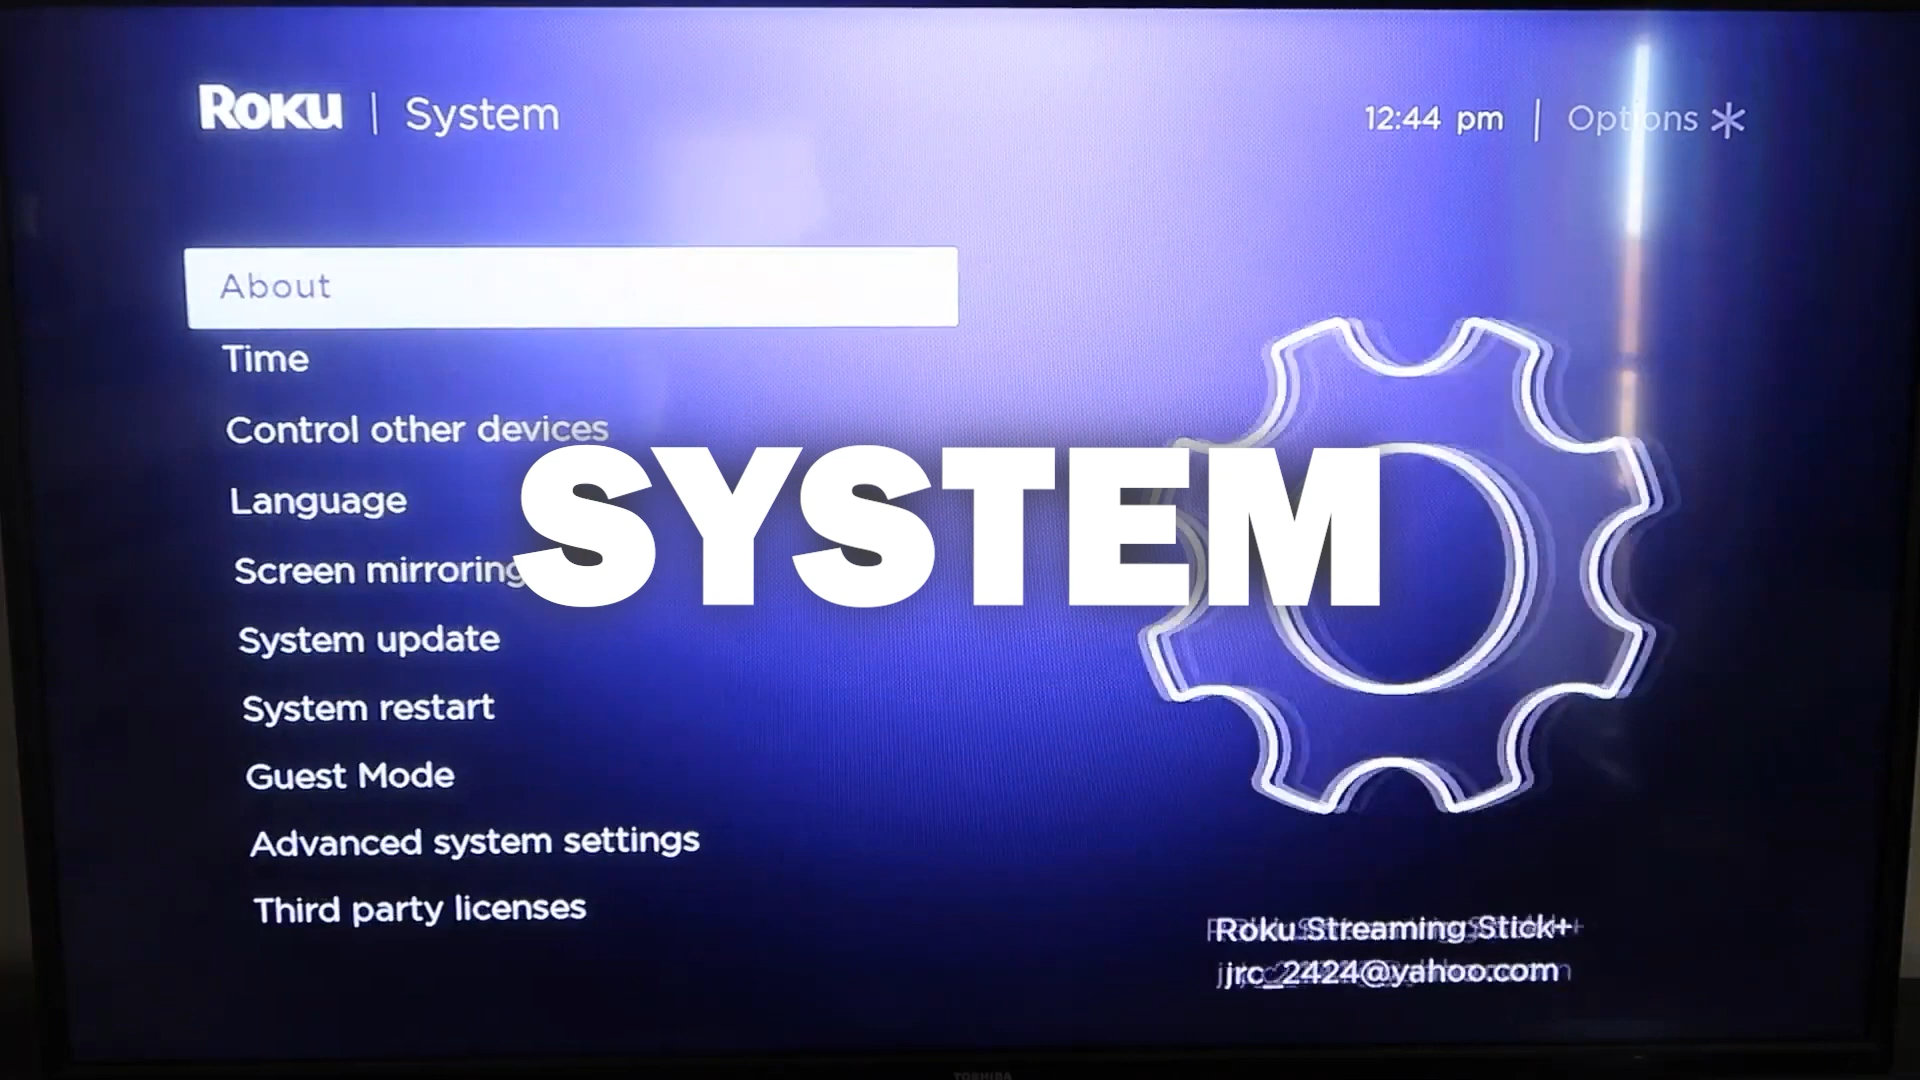 Roku | System
12:44 pm | Options *
About
Time
Control other devices
Language
SYSTEM
Screen mirroring
System update
System restart
Guest Mode
Advanced system settings
Third party licenses
Roku Streaming Stick+
jrc_2424@yahoo.com
TOSHIBA